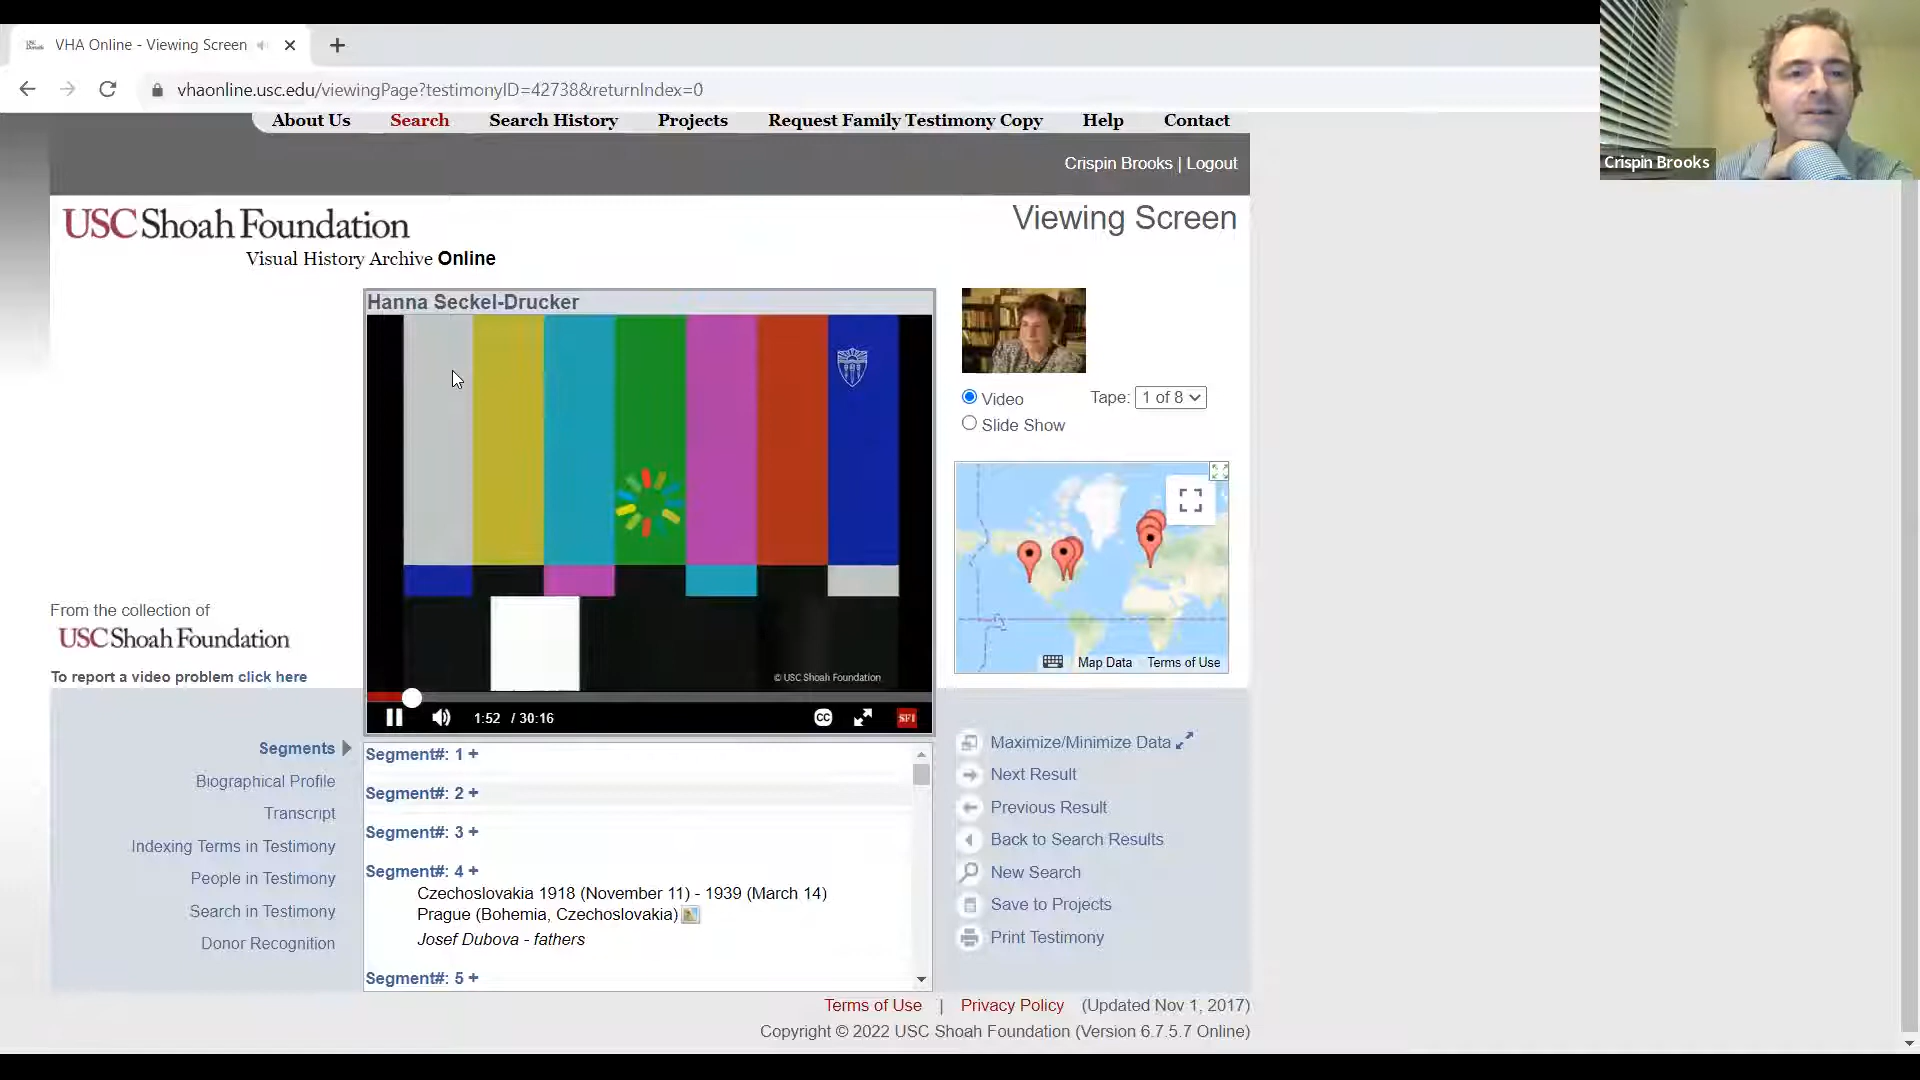 VHA Online - Viewing Screen
vhaonline.usc.edu/viewingPage?testimonyID=42738&returnIndex=0
About Us Search Search History Projects Request Family Testimony Copy Help Contact
Crispin Brooks | Logout
Crispin Brooks
USC Shoah Foundation
Visual History Archive Online
Viewing Screen
Hanna Seckel-Drucker
© USC Shoah Foundation
1:52 / 30:16
CC
SFI
Video
Tape: 1 of 8
Slide Show
Map Data Terms of Use
From the collection of
USC Shoah Foundation
To report a video problem click here
Segments
Biographical Profile
Transcript
Indexing Terms in Testimony
People in Testimony
Search in Testimony
Donor Recognition
Segment#: 1 +
Segment#: 2 +
Segment#: 3 +
Segment#: 4 +
Czechoslovakia 1918 (November 11) - 1939 (March 14)
Prague (Bohemia, Czechoslovakia)
Josef Dubova - fathers
Segment#: 5 +
Maximize/Minimize Data
Next Result
Previous Result
Back to Search Results
New Search
Save to Projects
Print Testimony
Terms of Use | Privacy Policy (Updated Nov 1, 2017)
Copyright © 2022 USC Shoah Foundation (Version 6.7.5.7 Online)